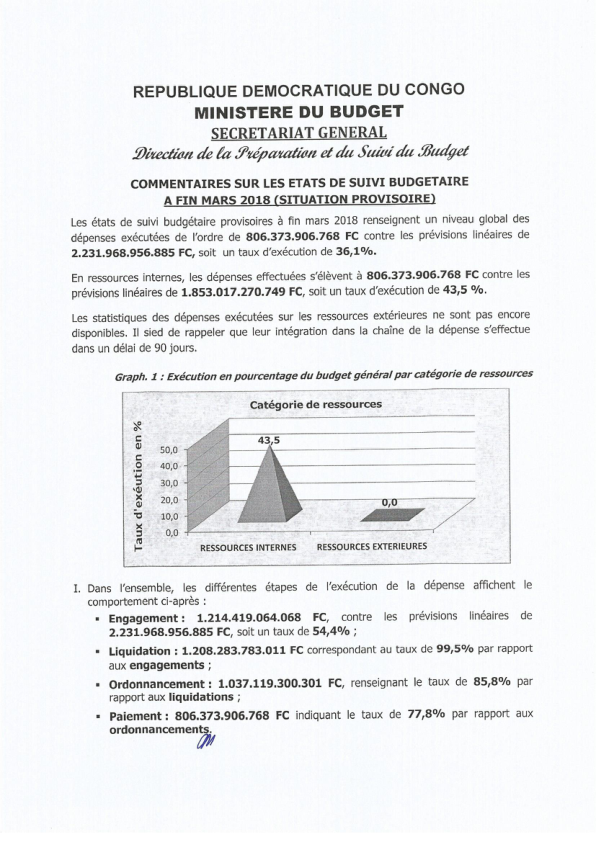 REPUBLIQUE DEMOCRATIQUE DU CONGO
MINISTERE DU BUDGET
SECRETARIAT GENERAL
Direction de la Préparation et du Suivi du Budget
COMMENTAIRES SUR LES ETATS DE SUIVI BUDGETAIRE
A FIN MARS 2018 (SITUATION PROVISOIRE)
Les états de suivi budgétaire provisoires à fin mars 2018 renseignent un niveau global des
dépenses exécutées de l'ordre de 806.373.906.768 FC contre les prévisions linéaires de
2.231.968.956.885 FC, soit un taux d'exécution de 36,1%.
En ressources internes, les dépenses effectuées s'élèvent à 806.373.906.768 FC contre les
prévisions linéaires de 1.853.017.270.749 FC, soit un taux d'exécution de 43,5 %.
Les statistiques des dépenses exécutées sur les ressources extérieures ne sont pas encore
disponibles. Il sied de rappeler que leur intégration dans la chaîne de la dépense s'effectue
dans un délai de 90 jours.
Graph. 1 : Exécution en pourcentage du budget général par catégorie de ressources
Catégorie de ressources
Taux d'exéution en %
50,0
40,0
30,0
20,0
10,0
0,0
43,5
0,0
RESSOURCES INTERNES RESSOURCES EXTERIEURES
I. Dans l'ensemble, les différentes étapes de l'exécution de la dépense affichent le
comportement ci-après :
▪ Engagement : 1.214.419.064.068 FC, contre les prévisions linéaires de
2.231.968.956.885 FC, soit un taux de 54,4% ;
▪ Liquidation : 1.208.283.783.011 FC correspondant au taux de 99,5% par rapport
aux engagements ;
▪ Ordonnancement : 1.037.119.300.301 FC, renseignant le taux de 85,8% par
rapport aux liquidations ;
▪ Paiement : 806.373.906.768 FC indiquant le taux de 77,8% par rapport aux
ordonnancements.